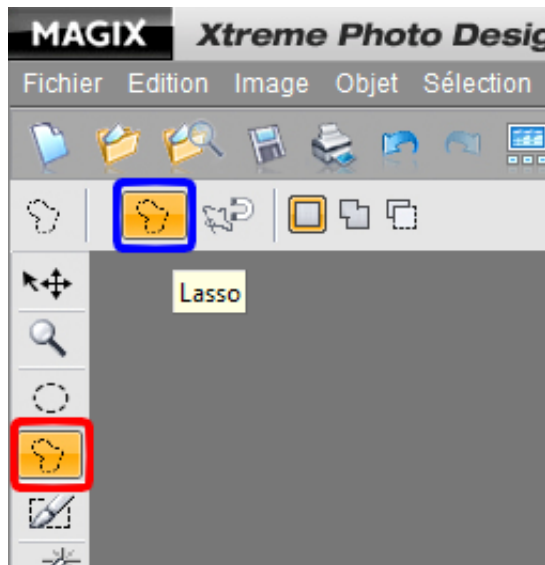 MAGIX Xtreme Photo Desig
Fichier Edition Image Objet Sélection
Lasso